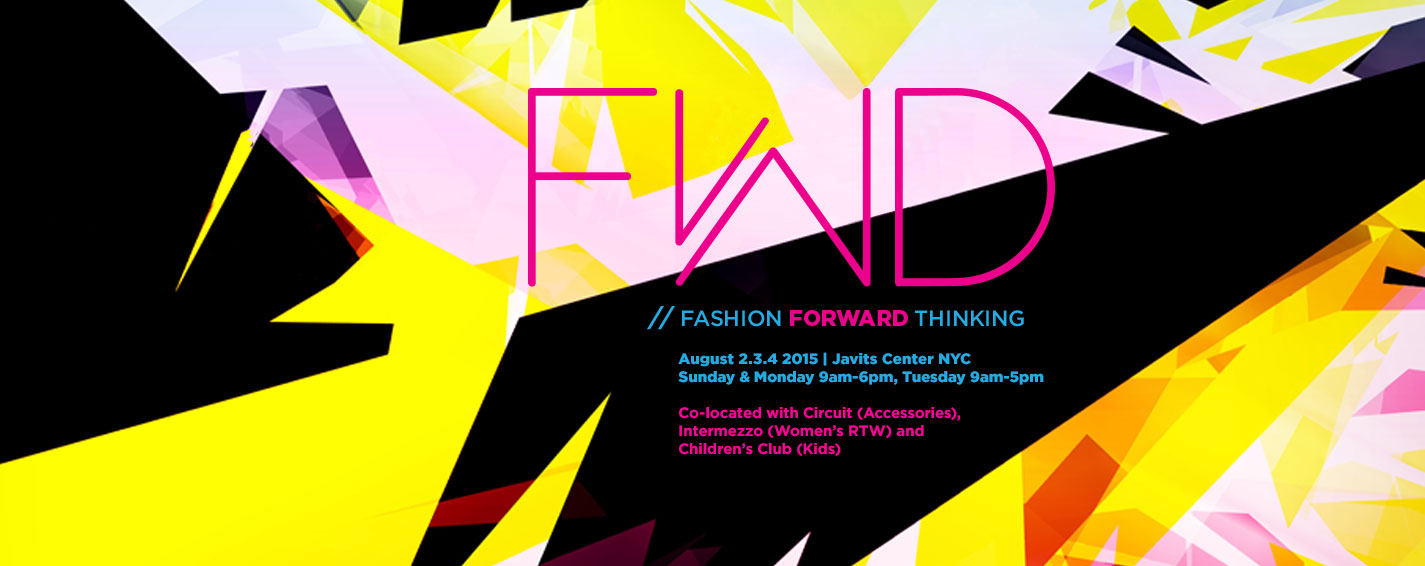 FWD
// FASHION FORWARD THINKING
August 2.3.4 2015 | Javits Center NYC
Sunday & Monday 9am-6pm, Tuesday 9am-5pm
Co-located with Circuit (Accessories),
Intermezzo (Women’s RTW) and
Children’s Club (Kids)